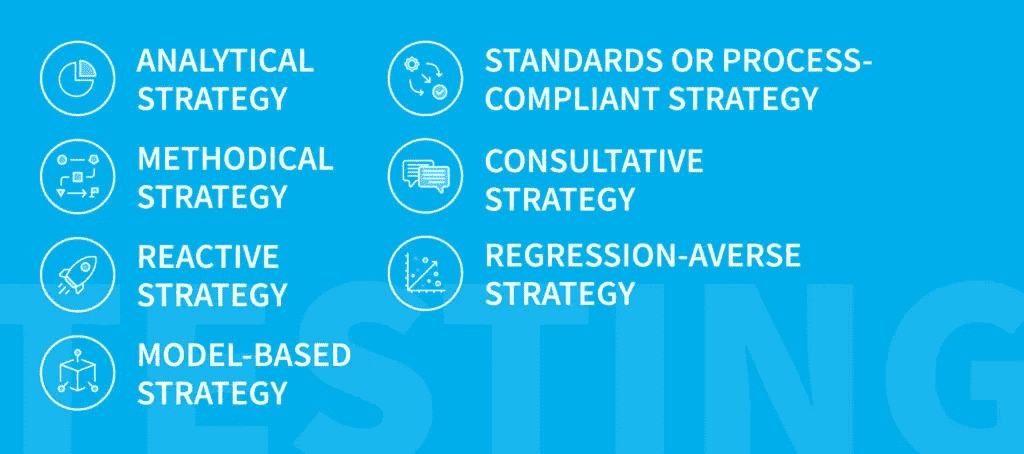 ANALYTICAL
STRATEGY
METHODICAL
STRATEGY
REACTIVE
STRATEGY
MODEL-BASED
STRATEGY
STANDARDS OR PROCESS-
COMPLIANT STRATEGY
CONSULTATIVE
STRATEGY
REGRESSION-AVERSE
STRATEGY
TESTING